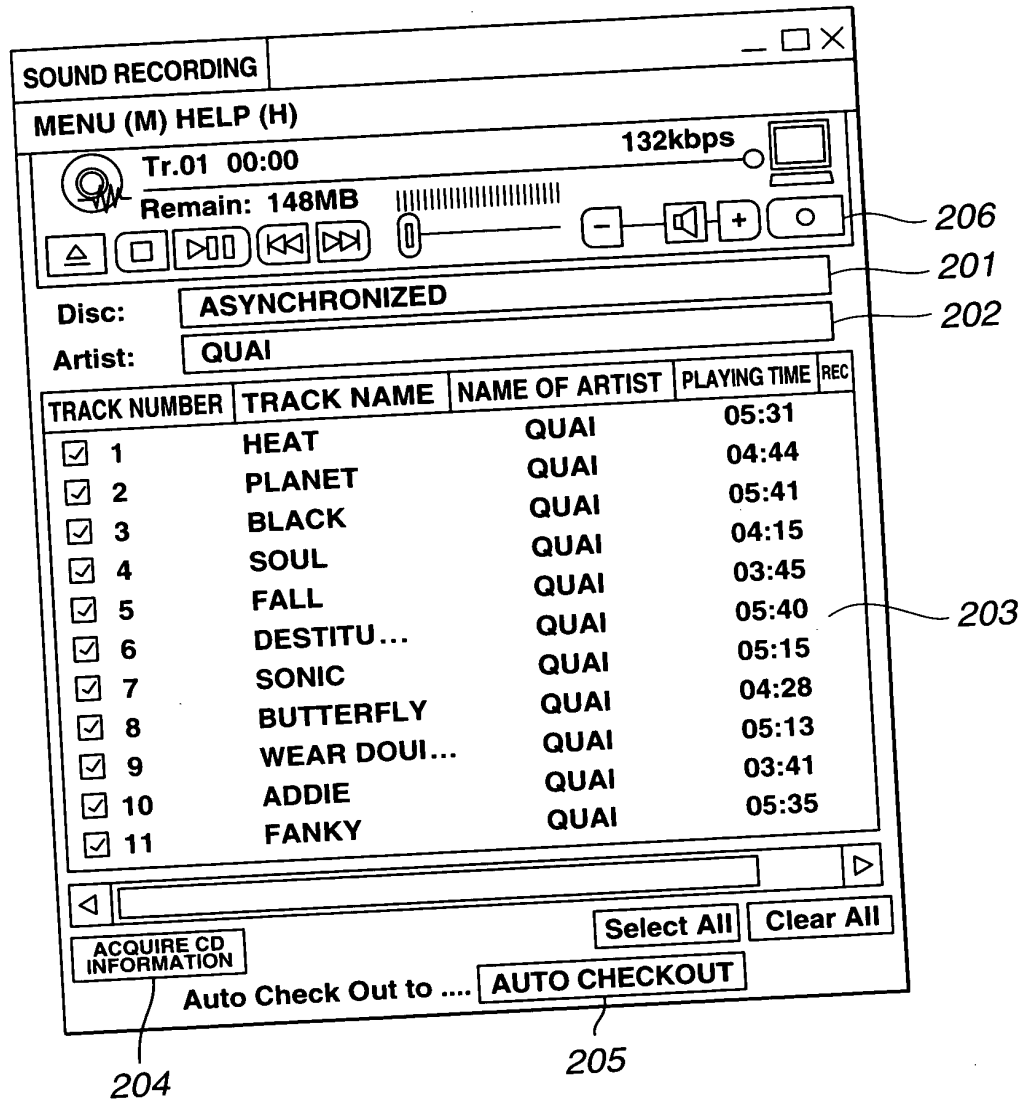 SOUND RECORDING
MENU (M) HELP (H)
Tr.01 00:00 132kbps
Remain: 148MB
206
Disc: ASYNCHRONIZED 201
Artist: QUAI 202
TRACK NUMBER TRACK NAME NAME OF ARTIST PLAYING TIME REC
1 HEAT QUAI 05:31
2 PLANET QUAI 04:44
3 BLACK QUAI 05:41
4 SOUL QUAI 04:15
5 FALL QUAI 03:45
6 DESTITU... QUAI 05:40
203
7 SONIC QUAI 05:15
8 BUTTERFLY QUAI 04:28
9 WEAR DOUI... QUAI 05:13
10 ADDIE QUAI 03:41
11 FANKY QUAI 05:35
Select All Clear All
ACQUIRE CD
INFORMATION
Auto Check Out to .... AUTO CHECKOUT
204
205